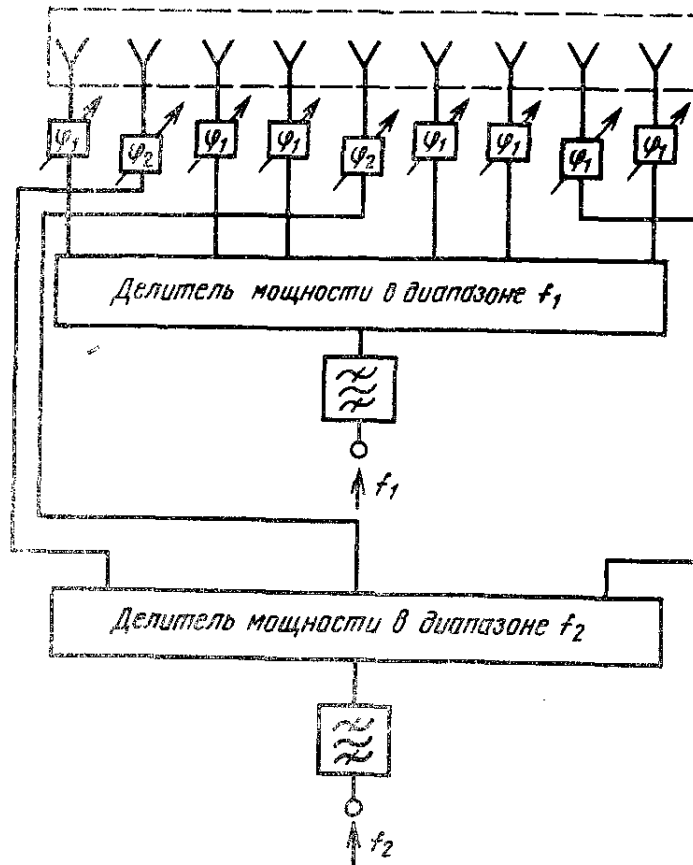 φ1 φ2 φ1 φ1 φ2 φ1 φ1 φ1 φ1
Делитель мощности в диапазоне f1
f1
Делитель мощности в диапазоне f2
f2